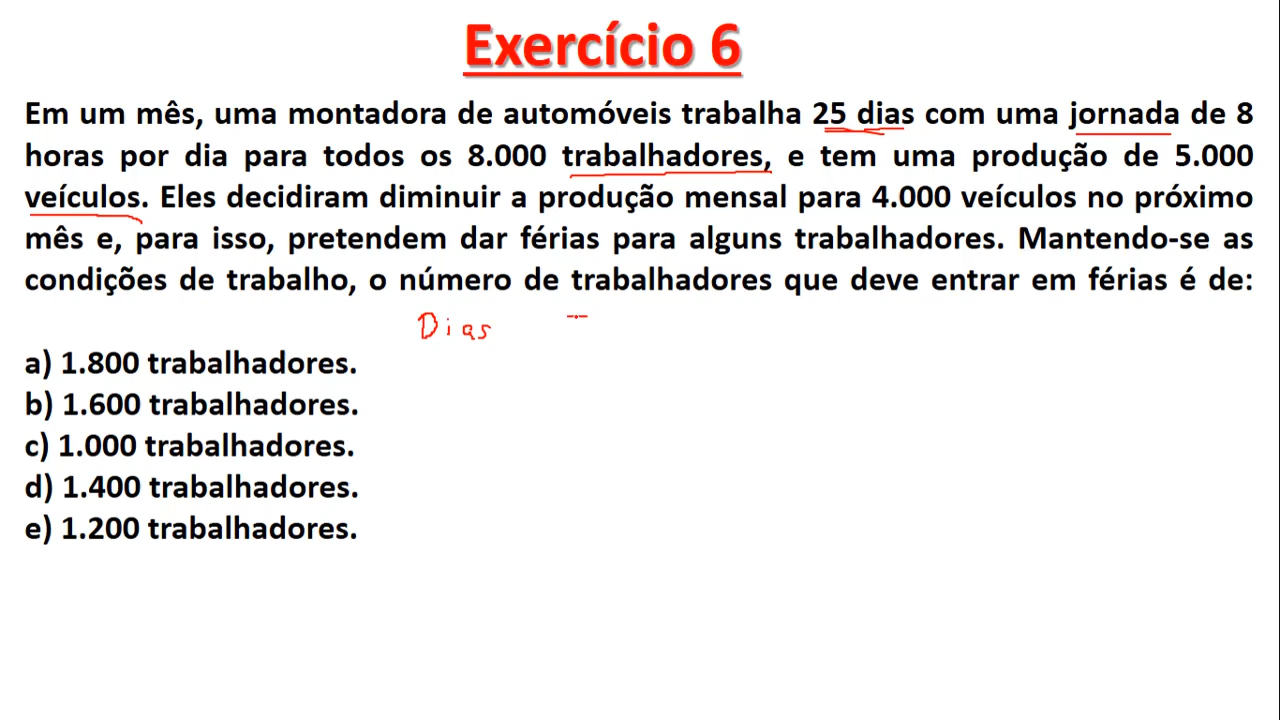 Exercício 6
Em um mês, uma montadora de automóveis trabalha 25 dias com uma jornada de 8
horas por dia para todos os 8.000 trabalhadores, e tem uma produção de 5.000
veículos. Eles decidiram diminuir a produção mensal para 4.000 veículos no próximo
mês e, para isso, pretendem dar férias para alguns trabalhadores. Mantendo-se as
condições de trabalho, o número de trabalhadores que deve entrar em férias é de:
Dias
a) 1.800 trabalhadores.
b) 1.600 trabalhadores.
c) 1.000 trabalhadores.
d) 1.400 trabalhadores.
e) 1.200 trabalhadores.